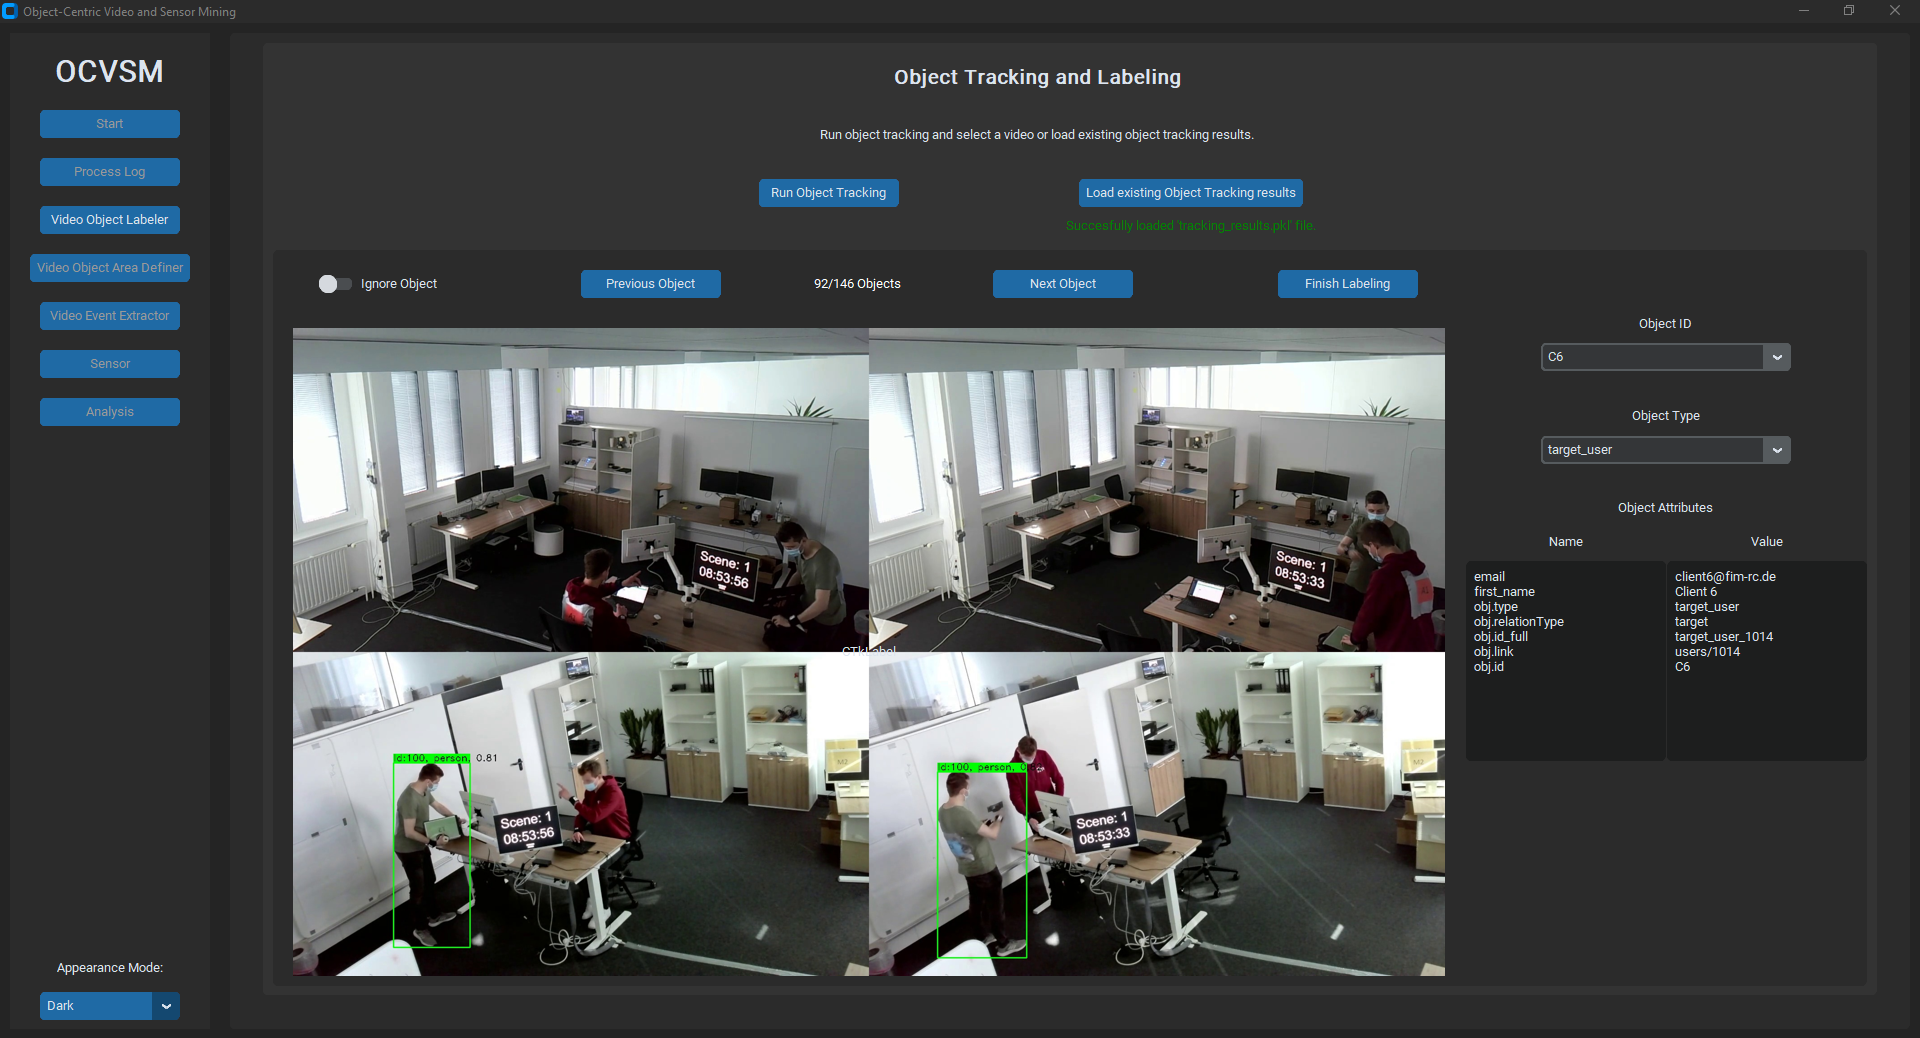 Object-Centric Video and Sensor Mining
OCVSM
Start
Process Log
Video Object Labeler
Video Object Area Definer
Video Event Extractor
Sensor
Analysis
Appearance Mode:
Dark
Object Tracking and Labeling
Run object tracking and select a video or load existing object tracking results.
Run Object Tracking
Load existing Object Tracking results
Succesfully loaded 'tracking_results.pkl' file.
Ignore Object
Previous Object
92/146 Objects
Next Object
Finish Labeling
Scene: 1
08:53:56
Scene: 1
08:53:33
CTkLabel
id:100, person, 0.81
Scene: 1
08:53:56
id:100, person, 0
Scene: 1
08:53:33
Object ID
C6
Object Type
target_user
Object Attributes
Name Value
email client6@fim-rc.de
first_name Client 6
obj.type target_user
obj.relationType target
obj.id_full target_user_1014
obj.link users/1014
obj.id C6